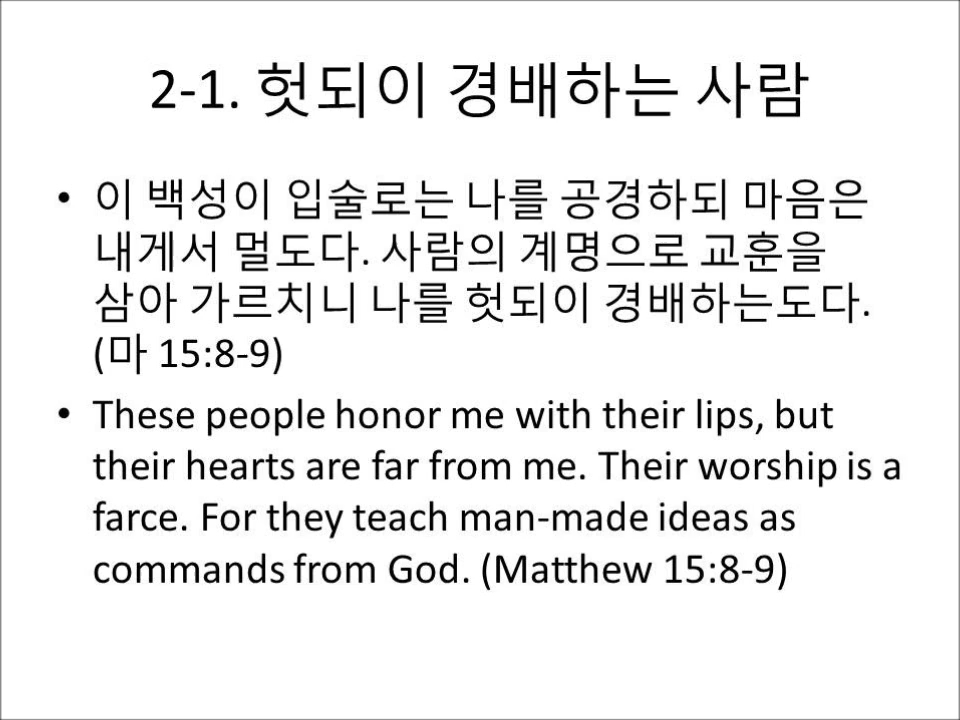 2-1. 헛되이 경배하는 사람
• 이 백성이 입술로는 나를 공경하되 마음은
내게서 멀도다. 사람의 계명으로 교훈을
삼아 가르치니 나를 헛되이 경배하는도다.
(마 15:8-9)
• These people honor me with their lips, but
their hearts are far from me. Their worship is a
farce. For they teach man-made ideas as
commands from God. (Matthew 15:8-9)